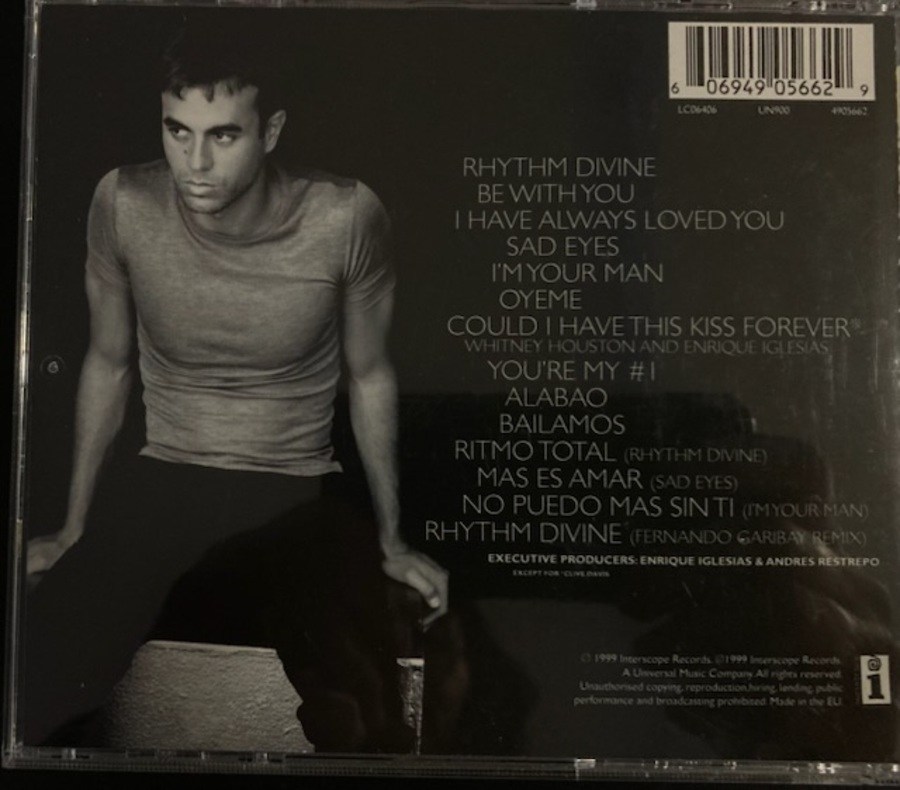 6 06949 05662 9
LC06406 UN900 4905662
RHYTHM DIVINE
BE WITH YOU
I HAVE ALWAYS LOVED YOU
SAD EYES
I'M YOUR MAN
OYEME
COULD I HAVE THIS KISS FOREVER*
WHITNEY HOUSTON AND ENRIQUE IGLESIAS
YOU'RE MY #1
ALABAO
BAILAMOS
RITMO TOTAL (RHYTHM DIVINE)
MAS ES AMAR (SAD EYES)
NO PUEDO MAS SIN TI (I'M YOUR MAN)
RHYTHM DIVINE (FERNANDO GARIBAY REMIX)
EXECUTIVE PRODUCERS: ENRIQUE IGLESIAS & ANDRES RESTREPO
EXCEPT FOR *CLIVE DAVIS
© 1999 Interscope Records. ℗1999 Interscope Records.
A Universal Music Company. All rights reserved.
Unauthorised copying, reproduction, hiring, lending, public
performance and broadcasting prohibited. Made in the EU.
i